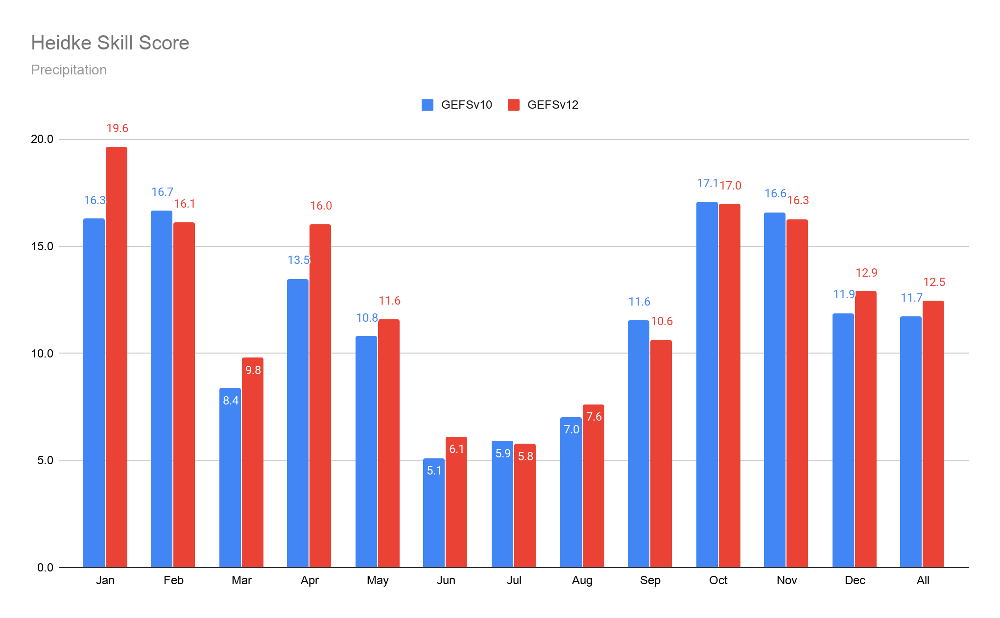 Heidke Skill Score
Precipitation
GEFSv10 GEFSv12
19.6
20.0
17.1 17.0
16.7
16.3 16.1 16.0 16.6 16.3
15.0
13.5
12.9
12.5
11.6 11.6 11.9 11.7
10.8 10.6
10.0
9.8
8.4
7.6
7.0
6.1 5.9 5.8
5.0
5.1
0.0
Jan Feb Mar Apr May Jun Jul Aug Sep Oct Nov Dec All